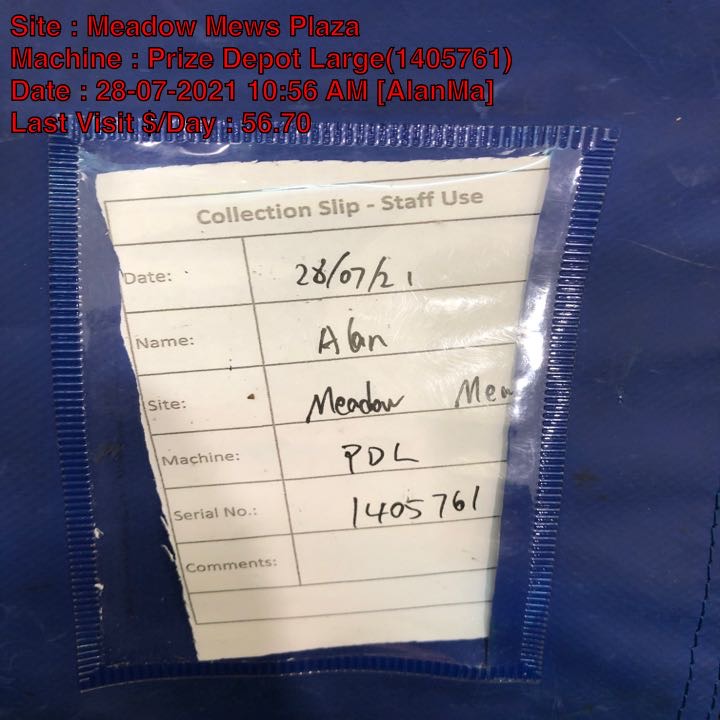 Site : Meadow Mews Plaza
Machine : Prize Depot Large(1405761)
Date : 28-07-2021 10:56 AM [AlanMa]
Last Visit $/Day : 56.70
Collection Slip - Staff Use
Date: 28/07/21
Name: Alan
Site: Meadow Mew
Machine: PDL
Serial No.: 1405761
Comments: